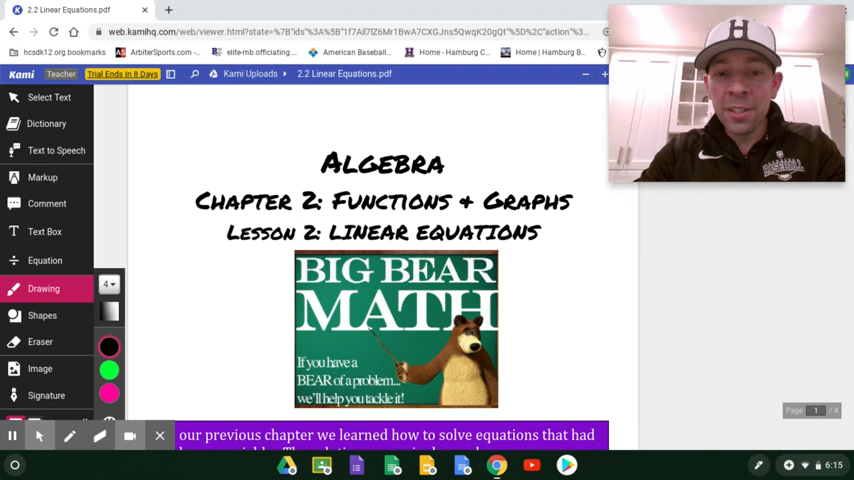 2.2 Linear Equations.pdf
web.kamihq.com/web/viewer.html?state=%7B"ids"%3A%5B"1f7Ail7lZ6Mr1BwA7CXGJns5Qwq​k20gQt%5D%2C"action"%...
hcsdk12.org bookmarks
ArbiterSports.com -...
elite-mb.officiating...
American Baseball...
Home - Hamburg C...
Home | Hamburg B...
Kami
Teacher
Trial Ends In 8 Days
Kami Uploads
2.2 Linear Equations.pdf
Select Text
Dictionary
Text to Speech
Markup
Comment
Text Box
Equation
Drawing
4
Shapes
Eraser
Image
Signature
ALGEBRA
CHAPTER 2: FUNCTIONS & GRAPHS
LESSON 2: LINEAR EQUATIONS
BIG BEAR
MATH
If you have a
BEAR of a problem...
we'll help you tackle it!
H
Page 1 / 4
our previous chapter we learned how to solve equations that had
6:15